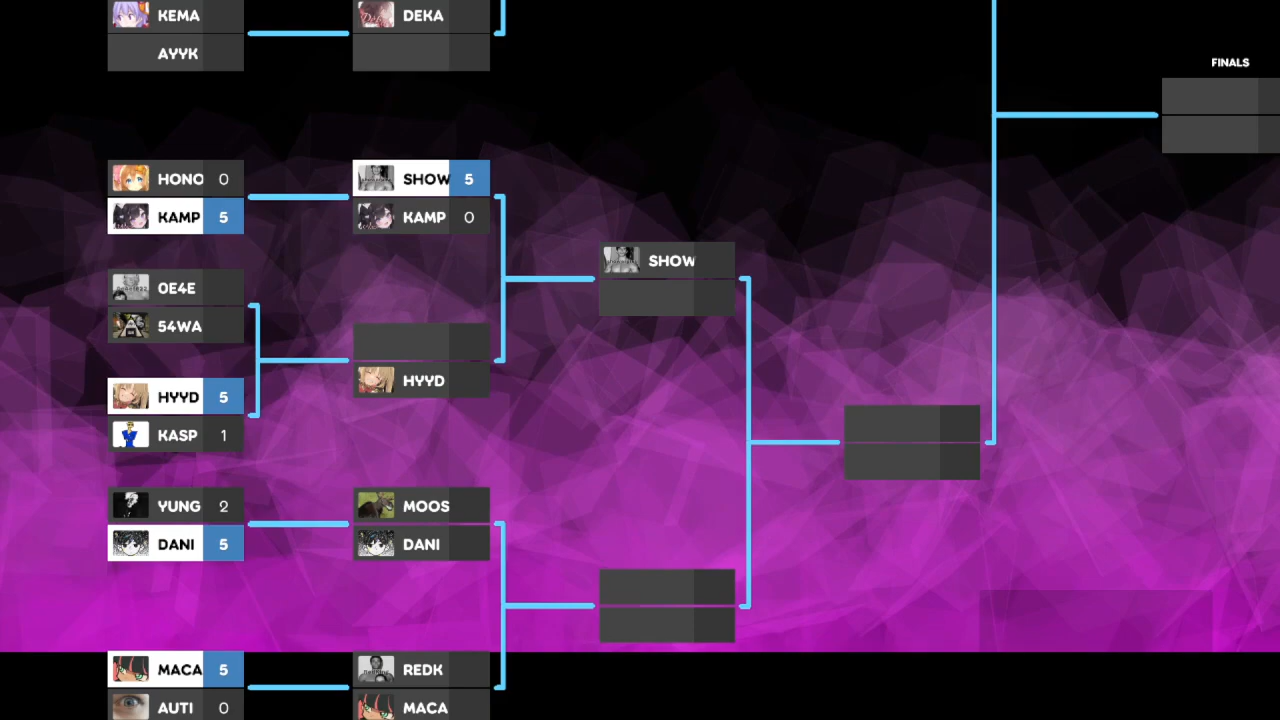 KEMA
AYYK
DEKA
FINALS
HONO 0
KAMP 5
SHOW 5
KAMP 0
0E4E
54WA
SHOW
HYYD 5
KASP 1
HYYD
YUNG 2
DANI 5
MOOS
DANI
MACA 5
AUTI 0
REDK
MACA